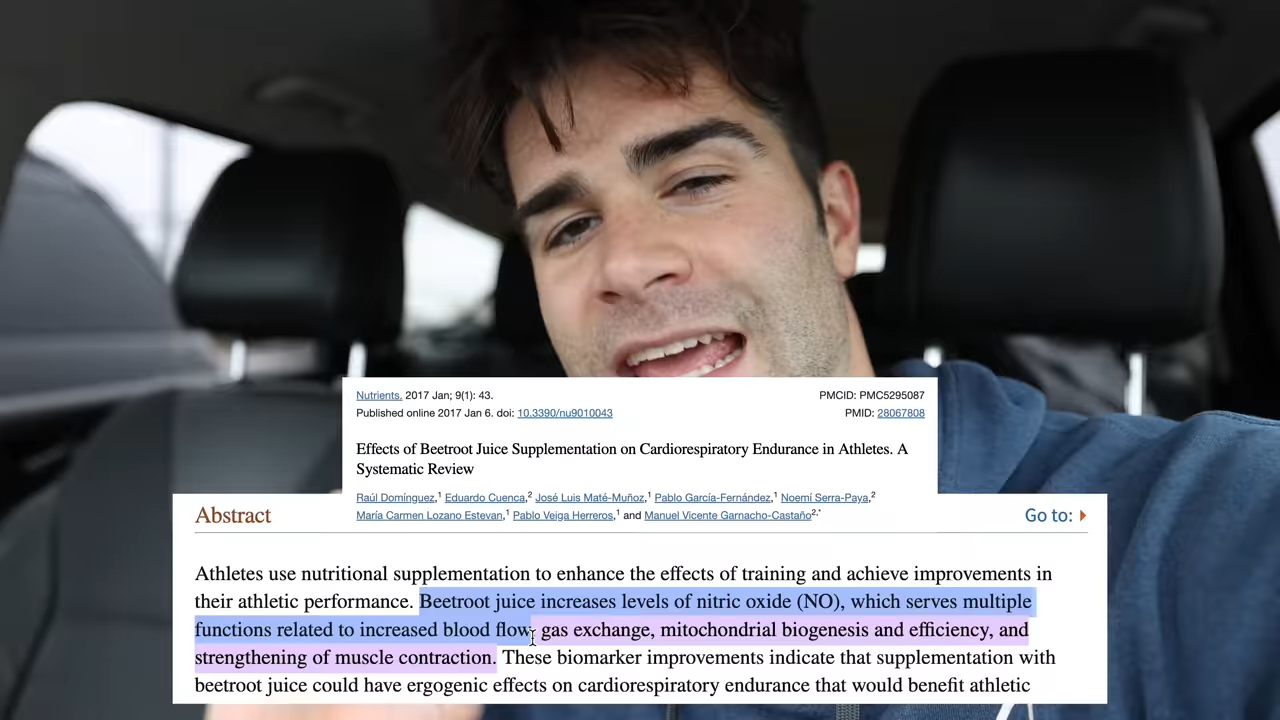 Nutrients. 2017 Jan; 9(1): 43.
PMCID: PMC5295087
Published online 2017 Jan 6. doi: 10.3390/nu9010043
PMID: 28067808
Effects of Beetroot Juice Supplementation on Cardiorespiratory Endurance in Athletes. A
Systematic Review
Raúl Domínguez,1 Eduardo Cuenca,2 José Luis Maté-Muñoz,1 Pablo García-Fernández,1 Noemí Serra-Paya,2
María Carmen Lozano Estevan,1 Pablo Veiga Herreros,1 and Manuel Vicente Garnacho-Castaño2,*
Abstract
Go to:
Athletes use nutritional supplementation to enhance the effects of training and achieve improvements in
their athletic performance. Beetroot juice increases levels of nitric oxide (NO), which serves multiple
functions related to increased blood flow, gas exchange, mitochondrial biogenesis and efficiency, and
strengthening of muscle contraction. These biomarker improvements indicate that supplementation with
beetroot juice could have ergogenic effects on cardiorespiratory endurance that would benefit athletic